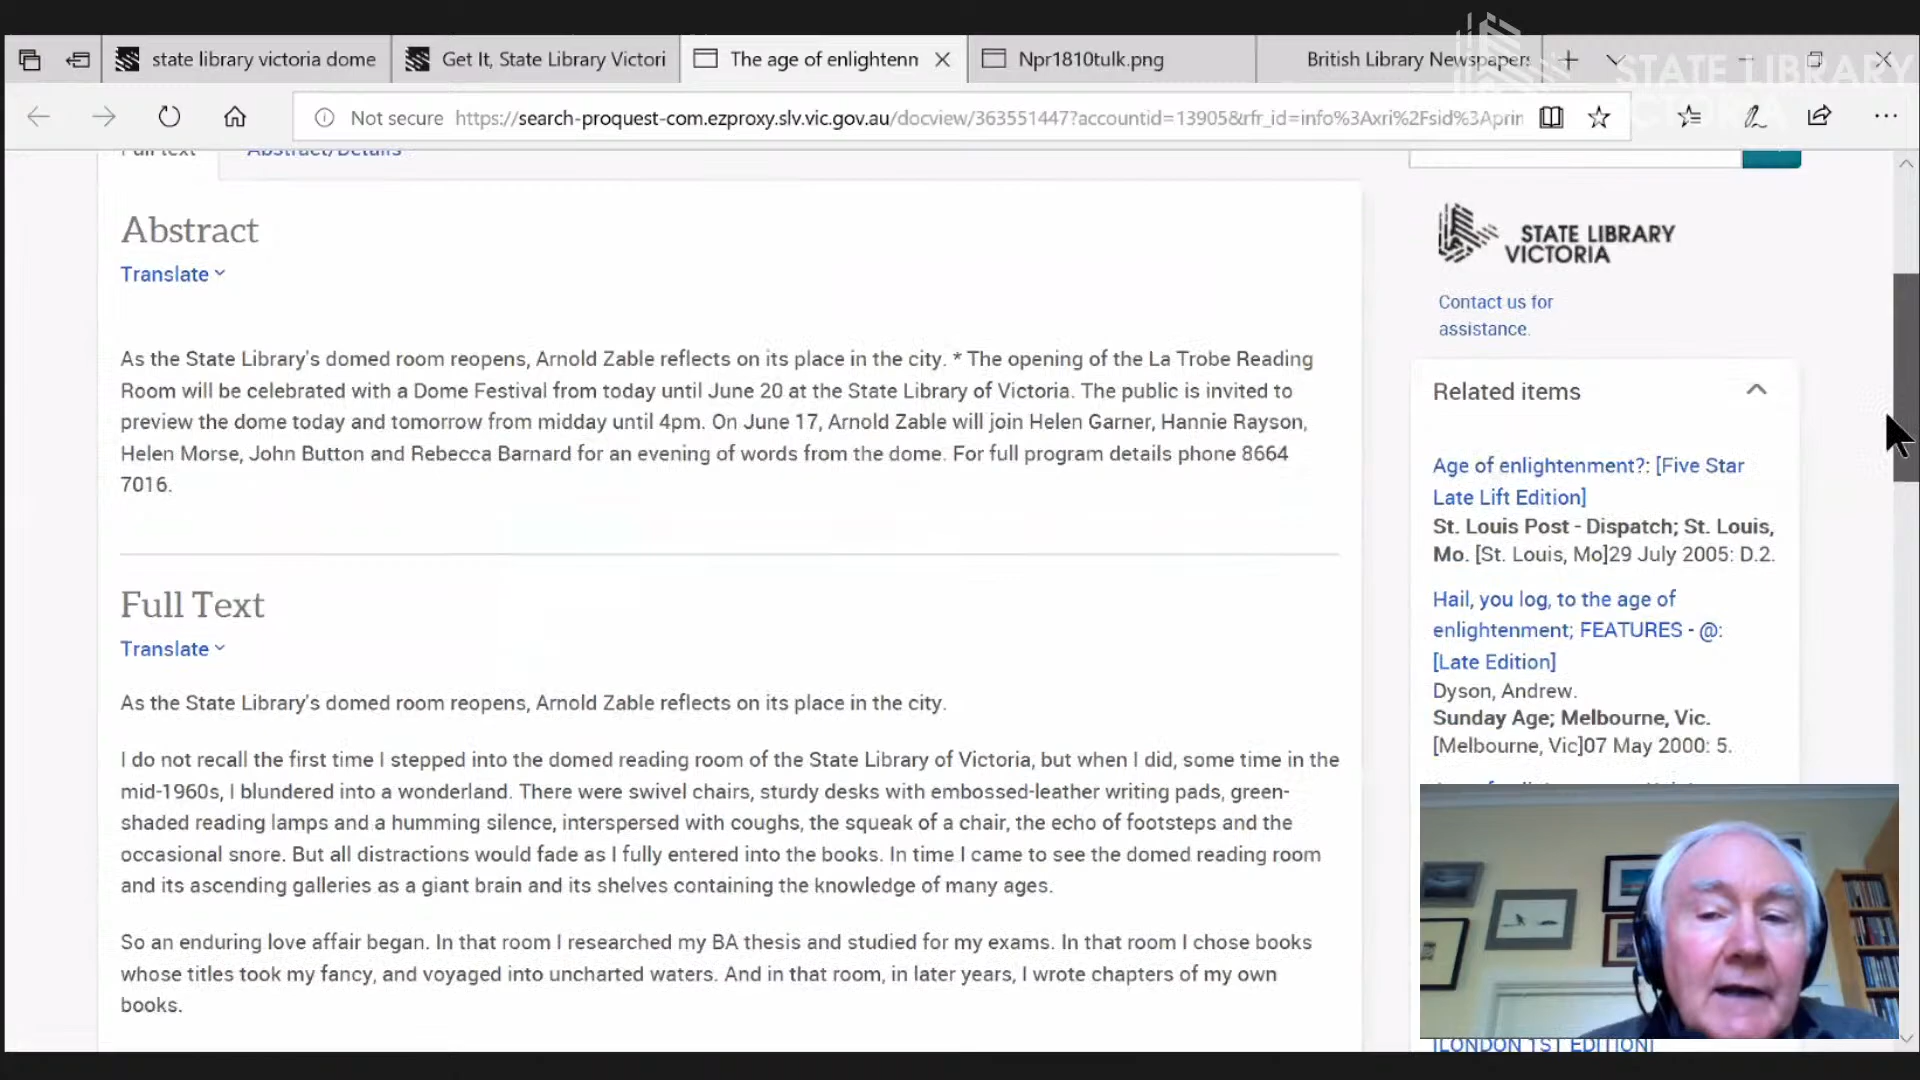 state library victoria dome
Get It, State Library Victori
The age of enlightenn
Npr1810tulk.png
British Library Newspapers
STATE LIBRARY
VICTORIA
Not secure https://search-proquest-com.ezproxy.slv.vic.gov.au/docview/363551447?accountid=13905&rfr_id=info%3Axri%2Fsid%3Aprim
Full text
Abstract/Details
Abstract
Translate
As the State Library's domed room reopens, Arnold Zable reflects on its place in the city. * The opening of the La Trobe Reading
Room will be celebrated with a Dome Festival from today until June 20 at the State Library of Victoria. The public is invited to
preview the dome today and tomorrow from midday until 4pm. On June 17, Arnold Zable will join Helen Garner, Hannie Rayson,
Helen Morse, John Button and Rebecca Barnard for an evening of words from the dome. For full program details phone 8664
7016.
Full Text
Translate
As the State Library's domed room reopens, Arnold Zable reflects on its place in the city.
I do not recall the first time I stepped into the domed reading room of the State Library of Victoria, but when I did, some time in the
mid-1960s, I blundered into a wonderland. There were swivel chairs, sturdy desks with embossed-leather writing pads, green-
shaded reading lamps and a humming silence, interspersed with coughs, the squeak of a chair, the echo of footsteps and the
occasional snore. But all distractions would fade as I fully entered into the books. In time I came to see the domed reading room
and its ascending galleries as a giant brain and its shelves containing the knowledge of many ages.
So an enduring love affair began. In that room I researched my BA thesis and studied for my exams. In that room I chose books
whose titles took my fancy, and voyaged into uncharted waters. And in that room, in later years, I wrote chapters of my own
books.
STATE LIBRARY
VICTORIA
Contact us for
assistance.
Related items
Age of enlightenment?: [Five Star
Late Lift Edition]
St. Louis Post - Dispatch; St. Louis,
Mo. [St. Louis, Mo]29 July 2005: D.2.
Hail, you log, to the age of
enlightenment; FEATURES - @:
[Late Edition]
Dyson, Andrew.
Sunday Age; Melbourne, Vic.
[Melbourne, Vic]07 May 2000: 5.
[LONDON 1ST EDITION]